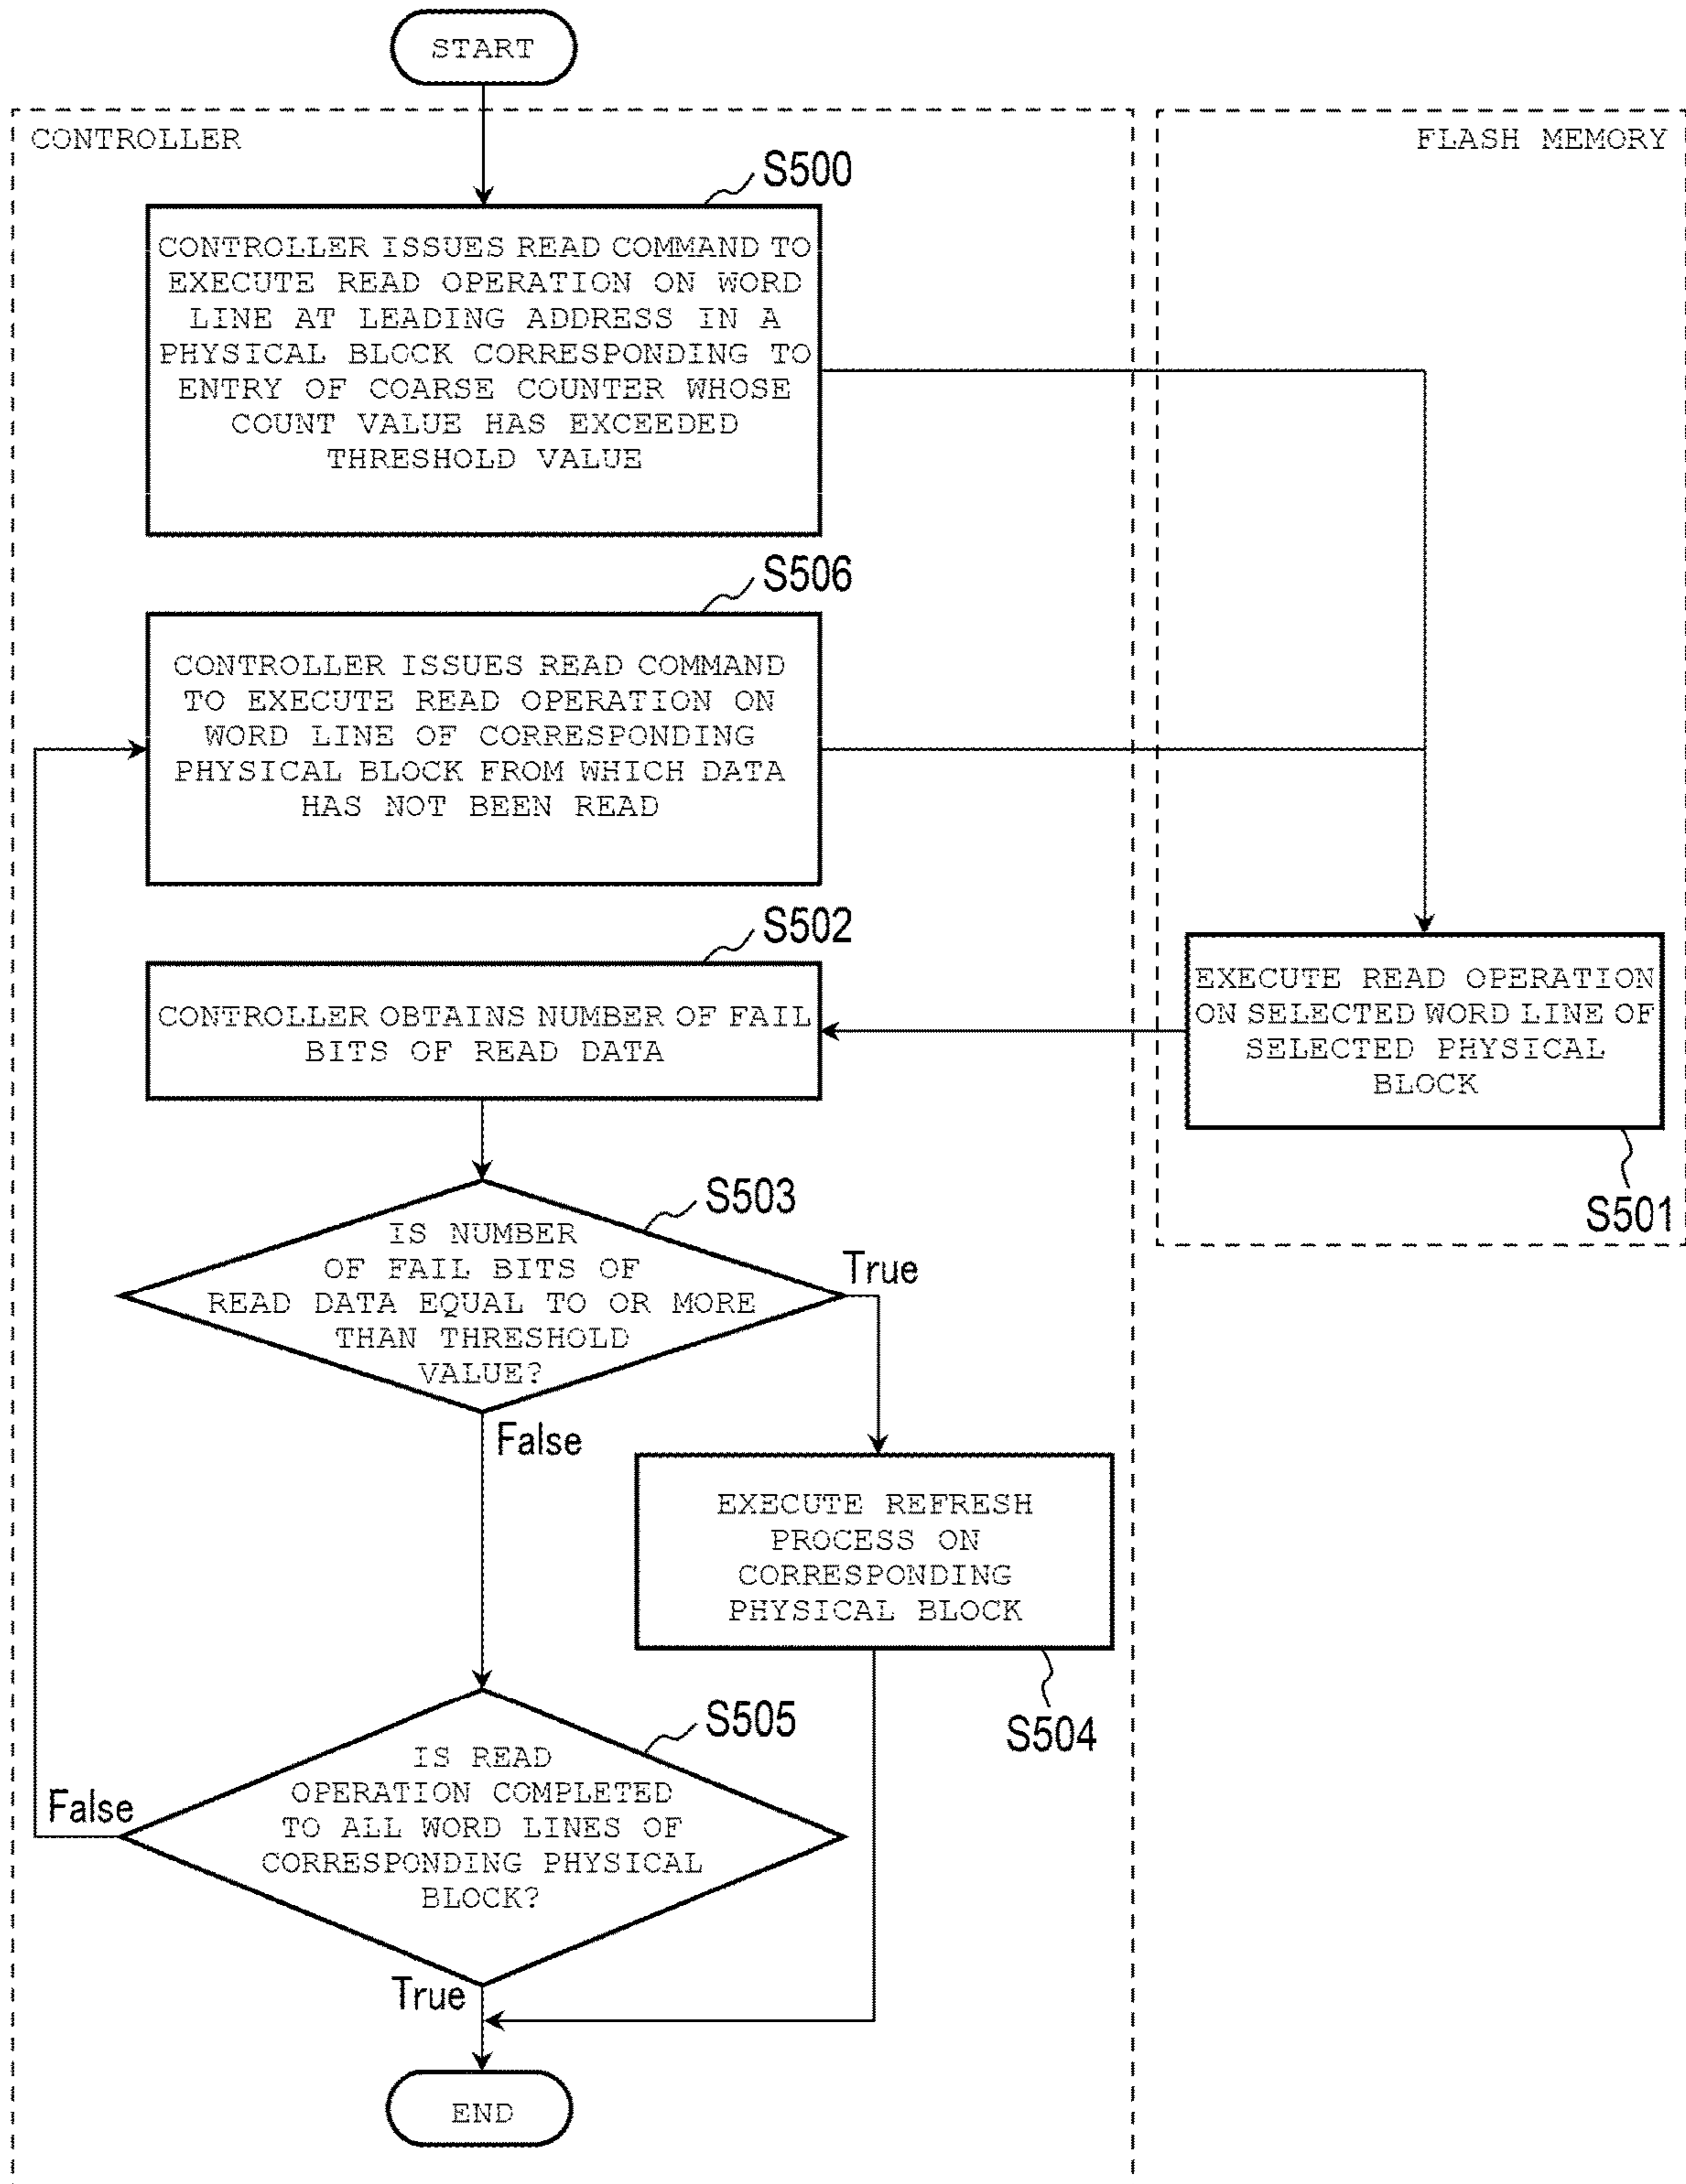 START
CONTROLLER
FLASH MEMORY
S500
CONTROLLER ISSUES READ COMMAND TO
EXECUTE READ OPERATION ON WORD
LINE AT LEADING ADDRESS IN A
PHYSICAL BLOCK CORRESPONDING TO
ENTRY OF COARSE COUNTER WHOSE
COUNT VALUE HAS EXCEEDED
THRESHOLD VALUE
S506
CONTROLLER ISSUES READ COMMAND
TO EXECUTE READ OPERATION ON
WORD LINE OF CORRESPONDING
PHYSICAL BLOCK FROM WHICH DATA
HAS NOT BEEN READ
S502
CONTROLLER OBTAINS NUMBER OF FAIL
BITS OF READ DATA
EXECUTE READ OPERATION
ON SELECTED WORD LINE OF
SELECTED PHYSICAL
BLOCK
S501
S503
IS NUMBER
OF FAIL BITS OF
READ DATA EQUAL TO OR MORE
THAN THRESHOLD
VALUE?
True
False
EXECUTE REFRESH
PROCESS ON
CORRESPONDING
PHYSICAL BLOCK
S504
S505
IS READ
OPERATION COMPLETED
TO ALL WORD LINES OF
CORRESPONDING PHYSICAL
BLOCK?
False
True
END